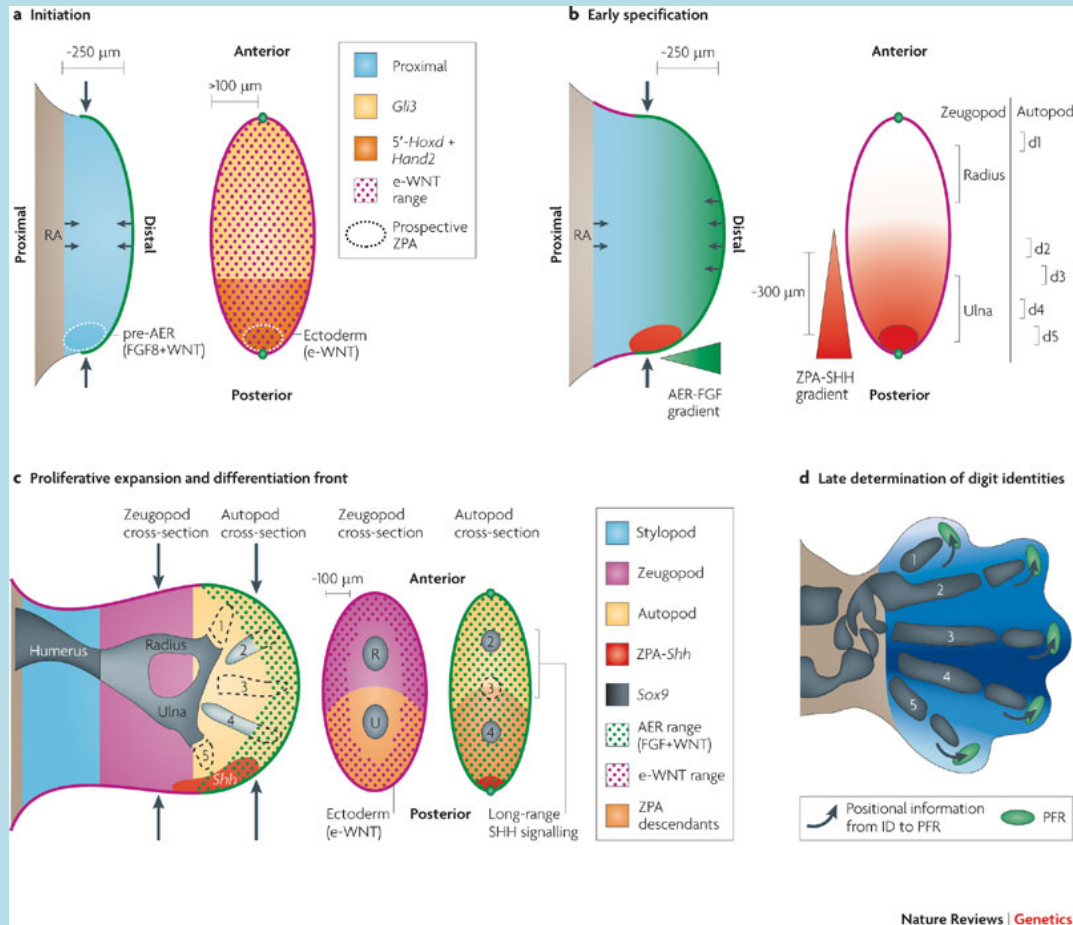 a Initiation
-250 μm
Anterior
>100 μm
Proximal
RA
Distal
pre-AER
(FGF8+WNT)
Ectoderm
(e-WNT)
Posterior
Proximal
Gli3
5′-Hoxd +
Hand2
e-WNT
range
Prospective
ZPA
b Early specification
-250 μm
Anterior
Zeugopod
Autopod
Proximal
RA
Distal
Radius
Ulna
d1
d2
d3
d4
d5
-300 μm
AER-FGF
gradient
ZPA-SHH
gradient
Posterior
c Proliferative expansion and differentiation front
Zeugopod
cross-section
Autopod
cross-section
Zeugopod
cross-section
Autopod
cross-section
-100 μm
Anterior
Humerus
Radius
Ulna
1
2
3
4
5
Shh
R
U
2
3
4
Ectoderm
(e-WNT)
Posterior
Long-range
SHH signalling
Stylopod
Zeugopod
Autopod
ZPA-Shh
Sox9
AER range
(FGF+WNT)
e-WNT range
ZPA
descendants
d Late determination of digit identities
1
2
3
4
5
Positional information
from ID to PFR
PFR
Nature Reviews | Genetics